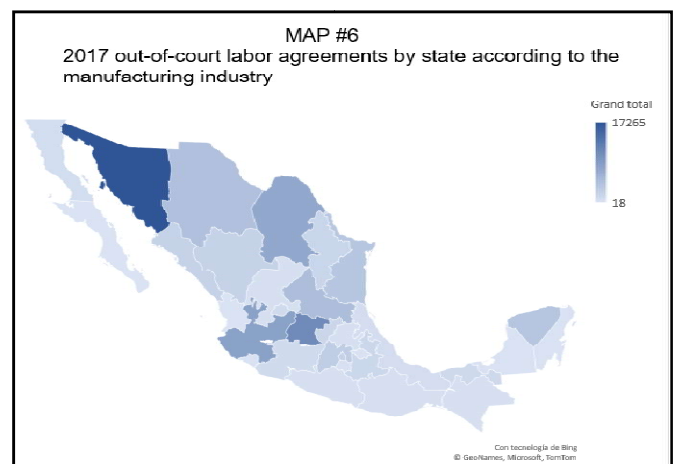 MAP #6
2017 out-of-court labor agreements by state according to the
manufacturing industry
Grand total
17265
18
Con tecnología de Bing
© GeoNames, Microsoft, TomTom